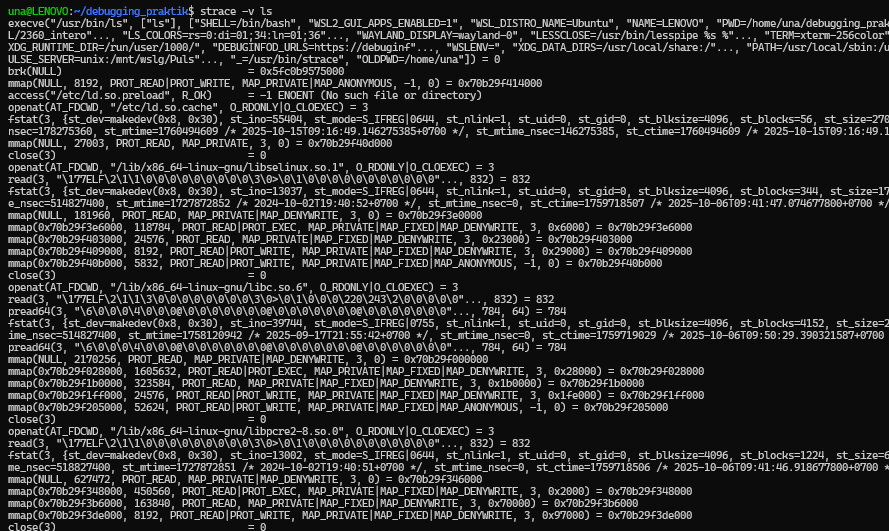 una@LENOVO:~/debugging_praktik$ strace -v ls
execve("/usr/bin/ls", ["ls"], ["SHELL=/bin/bash", "WSL2_GUI_APPS_ENABLED=1", "WSL_DISTRO_NAME=Ubuntu", "NAME=LENOVO", "PWD=/home/una/debugging_prak
L/2360_intero"..., "LS_COLORS=rs=0:di=01;34:ln=01;36"..., "WAYLAND_DISPLAY=wayland-0", "LESSCLOSE=/usr/bin/lesspipe %s %"..., "TERM=xterm-256color"
XDG_RUNTIME_DIR=/run/user/1000/", "DEBUGINFOD_URLS=https://debuginf"..., "WSLENV=", "XDG_DATA_DIRS=/usr/local/share:/"..., "PATH=/usr/local/sbin:/u
ULSE_SERVER=unix:/mnt/wslg/Puls"..., "_=/usr/bin/strace", "OLDPWD=/home/una"]) = 0
brk(NULL) = 0x5fc0b9575000
mmap(NULL, 8192, PROT_READ|PROT_WRITE, MAP_PRIVATE|MAP_ANONYMOUS, -1, 0) = 0x70b29f414000
access("/etc/ld.so.preload", R_OK) = -1 ENOENT (No such file or directory)
openat(AT_FDCWD, "/etc/ld.so.cache", O_RDONLY|O_CLOEXEC) = 3
fstat(3, {st_dev=makedev(0x8, 0x30), st_ino=55404, st_mode=S_IFREG|0644, st_nlink=1, st_uid=0, st_gid=0, st_blksize=4096, st_blocks=56, st_size=270
nsec=178275360, st_mtime=1760494609 /* 2025-10-15T09:16:49.146275385+0700 */, st_mtime_nsec=146275385, st_ctime=1760494609 /* 2025-10-15T09:16:49.1
mmap(NULL, 27003, PROT_READ, MAP_PRIVATE, 3, 0) = 0x70b29f40d000
close(3) = 0
openat(AT_FDCWD, "/lib/x86_64-linux-gnu/libselinux.so.1", O_RDONLY|O_CLOEXEC) = 3
read(3, "\177ELF\2\1\1\0\0\0\0\0\0\0\0\0\3\0>\0\1\0\0\0\0\0\0\0\0\0\0\0"..., 832) = 832
fstat(3, {st_dev=makedev(0x8, 0x30), st_ino=13037, st_mode=S_IFREG|0644, st_nlink=1, st_uid=0, st_gid=0, st_blksize=4096, st_blocks=344, st_size=17
e_nsec=514827400, st_mtime=1727872852 /* 2024-10-02T19:40:52+0700 */, st_mtime_nsec=0, st_ctime=1759718507 /* 2025-10-06T09:41:47.074677800+0700 */
mmap(NULL, 181960, PROT_READ, MAP_PRIVATE|MAP_DENYWRITE, 3, 0) = 0x70b29f3e0000
mmap(0x70b29f3e6000, 118784, PROT_READ|PROT_EXEC, MAP_PRIVATE|MAP_FIXED|MAP_DENYWRITE, 3, 0x6000) = 0x70b29f3e6000
mmap(0x70b29f403000, 24576, PROT_READ, MAP_PRIVATE|MAP_FIXED|MAP_DENYWRITE, 3, 0x23000) = 0x70b29f403000
mmap(0x70b29f409000, 8192, PROT_READ|PROT_WRITE, MAP_PRIVATE|MAP_FIXED|MAP_DENYWRITE, 3, 0x29000) = 0x70b29f409000
mmap(0x70b29f40b000, 5832, PROT_READ|PROT_WRITE, MAP_PRIVATE|MAP_FIXED|MAP_ANONYMOUS, -1, 0) = 0x70b29f40b000
close(3) = 0
openat(AT_FDCWD, "/lib/x86_64-linux-gnu/libc.so.6", O_RDONLY|O_CLOEXEC) = 3
read(3, "\177ELF\2\1\1\3\0\0\0\0\0\0\0\0\3\0>\0\1\0\0\0\220\243\2\0\0\0\0\0"..., 832) = 832
pread64(3, "\6\0\0\0\4\0\0\0@\0\0\0\0\0\0\0@\0\0\0\0\0\0\0@\0\0\0\0\0\0\0"..., 784, 64) = 784
fstat(3, {st_dev=makedev(0x8, 0x30), st_ino=39744, st_mode=S_IFREG|0755, st_nlink=1, st_uid=0, st_gid=0, st_blksize=4096, st_blocks=4152, st_size=2
ime_nsec=514827400, st_mtime=1758120942 /* 2025-09-17T21:55:42+0700 */, st_mtime_nsec=0, st_ctime=1759719029 /* 2025-10-06T09:50:29.390321587+0700
pread64(3, "\6\0\0\0\4\0\0\0@\0\0\0\0\0\0\0@\0\0\0\0\0\0\0@\0\0\0\0\0\0\0"..., 784, 64) = 784
mmap(NULL, 2170256, PROT_READ, MAP_PRIVATE|MAP_DENYWRITE, 3, 0) = 0x70b29f000000
mmap(0x70b29f028000, 1605632, PROT_READ|PROT_EXEC, MAP_PRIVATE|MAP_FIXED|MAP_DENYWRITE, 3, 0x28000) = 0x70b29f028000
mmap(0x70b29f1b0000, 323584, PROT_READ, MAP_PRIVATE|MAP_FIXED|MAP_DENYWRITE, 3, 0x1b0000) = 0x70b29f1b0000
mmap(0x70b29f1ff000, 24576, PROT_READ|PROT_WRITE, MAP_PRIVATE|MAP_FIXED|MAP_DENYWRITE, 3, 0x1fe000) = 0x70b29f1ff000
mmap(0x70b29f205000, 52624, PROT_READ|PROT_WRITE, MAP_PRIVATE|MAP_FIXED|MAP_ANONYMOUS, -1, 0) = 0x70b29f205000
close(3) = 0
openat(AT_FDCWD, "/lib/x86_64-linux-gnu/libpcre2-8.so.0", O_RDONLY|O_CLOEXEC) = 3
read(3, "\177ELF\2\1\1\0\0\0\0\0\0\0\0\0\3\0>\0\1\0\0\0\0\0\0\0\0\0\0\0"..., 832) = 832
fstat(3, {st_dev=makedev(0x8, 0x30), st_ino=13002, st_mode=S_IFREG|0644, st_nlink=1, st_uid=0, st_gid=0, st_blksize=4096, st_blocks=1224, st_size=6
me_nsec=518827400, st_mtime=1727872851 /* 2024-10-02T19:40:51+0700 */, st_mtime_nsec=0, st_ctime=1759718506 /* 2025-10-06T09:41:46.918677800+0700 *
mmap(NULL, 627472, PROT_READ, MAP_PRIVATE|MAP_DENYWRITE, 3, 0) = 0x70b29f346000
mmap(0x70b29f348000, 450560, PROT_READ|PROT_EXEC, MAP_PRIVATE|MAP_FIXED|MAP_DENYWRITE, 3, 0x2000) = 0x70b29f348000
mmap(0x70b29f3b6000, 163840, PROT_READ, MAP_PRIVATE|MAP_FIXED|MAP_DENYWRITE, 3, 0x70000) = 0x70b29f3b6000
mmap(0x70b29f3de000, 8192, PROT_READ|PROT_WRITE, MAP_PRIVATE|MAP_FIXED|MAP_DENYWRITE, 3, 0x97000) = 0x70b29f3de000
close(3) = 0